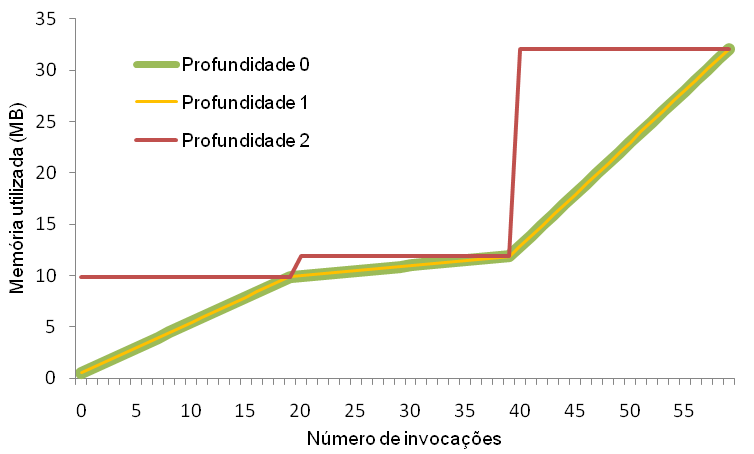 35
30
25
20
15
10
5
0
Memória utilizada (MB)
Profundidade 0
Profundidade 1
Profundidade 2
0 5 10 15 20 25 30 35 40 45 50 55
Número de invocações